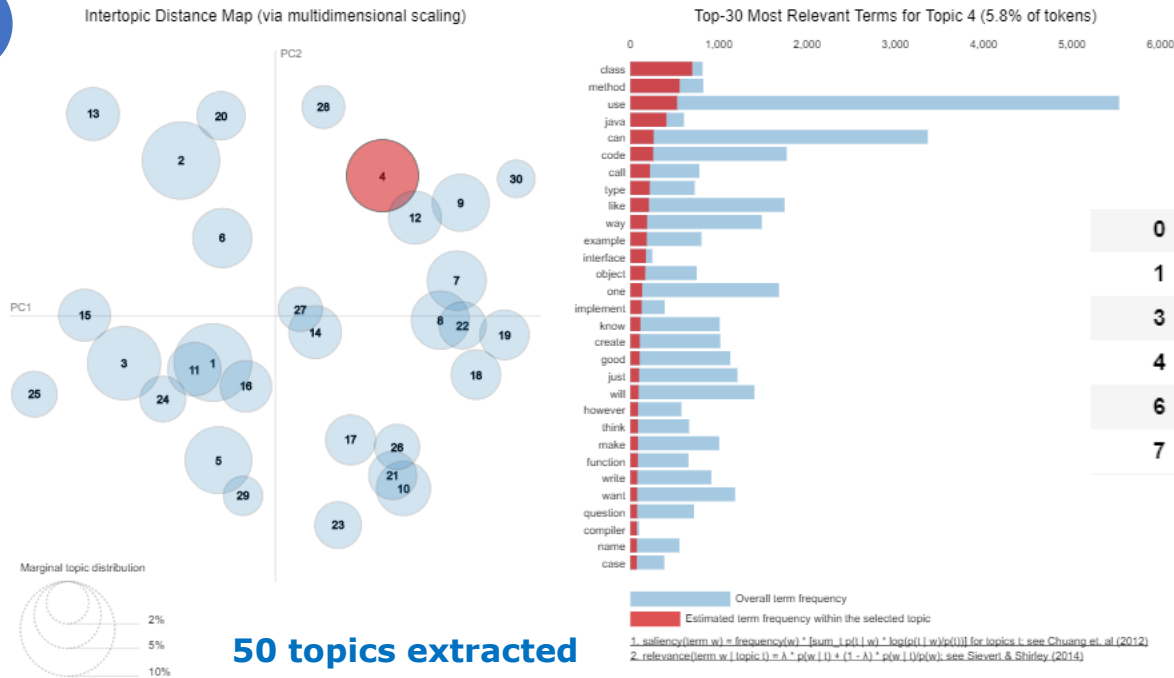 Intertopic Distance Map (via multidimensional scaling)
PC2
PC1
13
20
28
2
4
30
9
12
6
7
27
15
8
22
14
19
3
11
1
18
16
25
24
17
26
5
21
10
29
23
Marginal topic distribution
2%
5%
10%
50 topics extracted
Top-30 Most Relevant Terms for Topic 4 (5.8% of tokens)
0 1,000 2,000 3,000 4,000 5,000 6,000
class
method
use
java
can
code
call
type
like
way
example
interface
object
one
implement
know
create
good
just
will
however
think
make
function
write
want
question
compiler
name
case
Overall term frequency
Estimated term frequency within the selected topic
1. saliency(term w) = frequency(w) * [sum_t p(t | w) * log(p(t | w)/p(t))] for topics t; see Chuang et. al (2012)
2. relevance(term w | topic t) = λ * p(w | t) + (1 - λ) * p(w | t)/p(w); see Sievert & Shirley (2014)
0
1
3
4
6
7